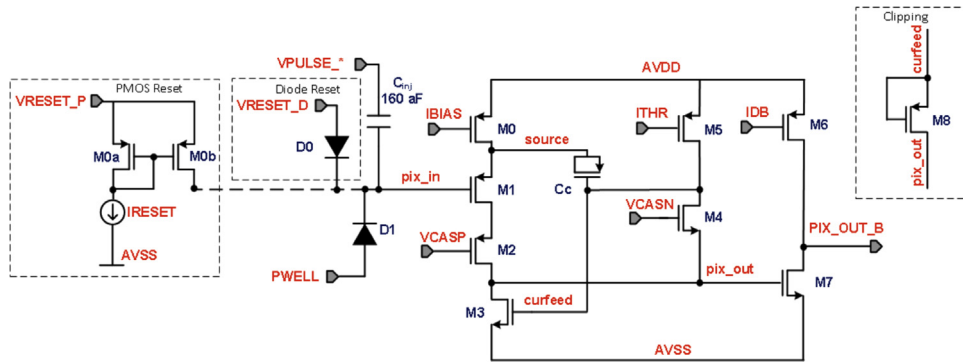 Clipping
curfeed
M8
pix_out
PMOS Reset
VRESET_P
M0a
M0b
IRESET
AVSS
Diode Reset
VRESET_D
D0
VPULSE_*
Cinj
160 aF
pix_in
D1
PWELL
AVDD
IBIAS
M0
source
Cc
M1
VCASP
M2
M3
curfeed
ITHR
M5
VCASN
M4
pix_out
IDB
M6
PIX_OUT_B
M7
AVSS